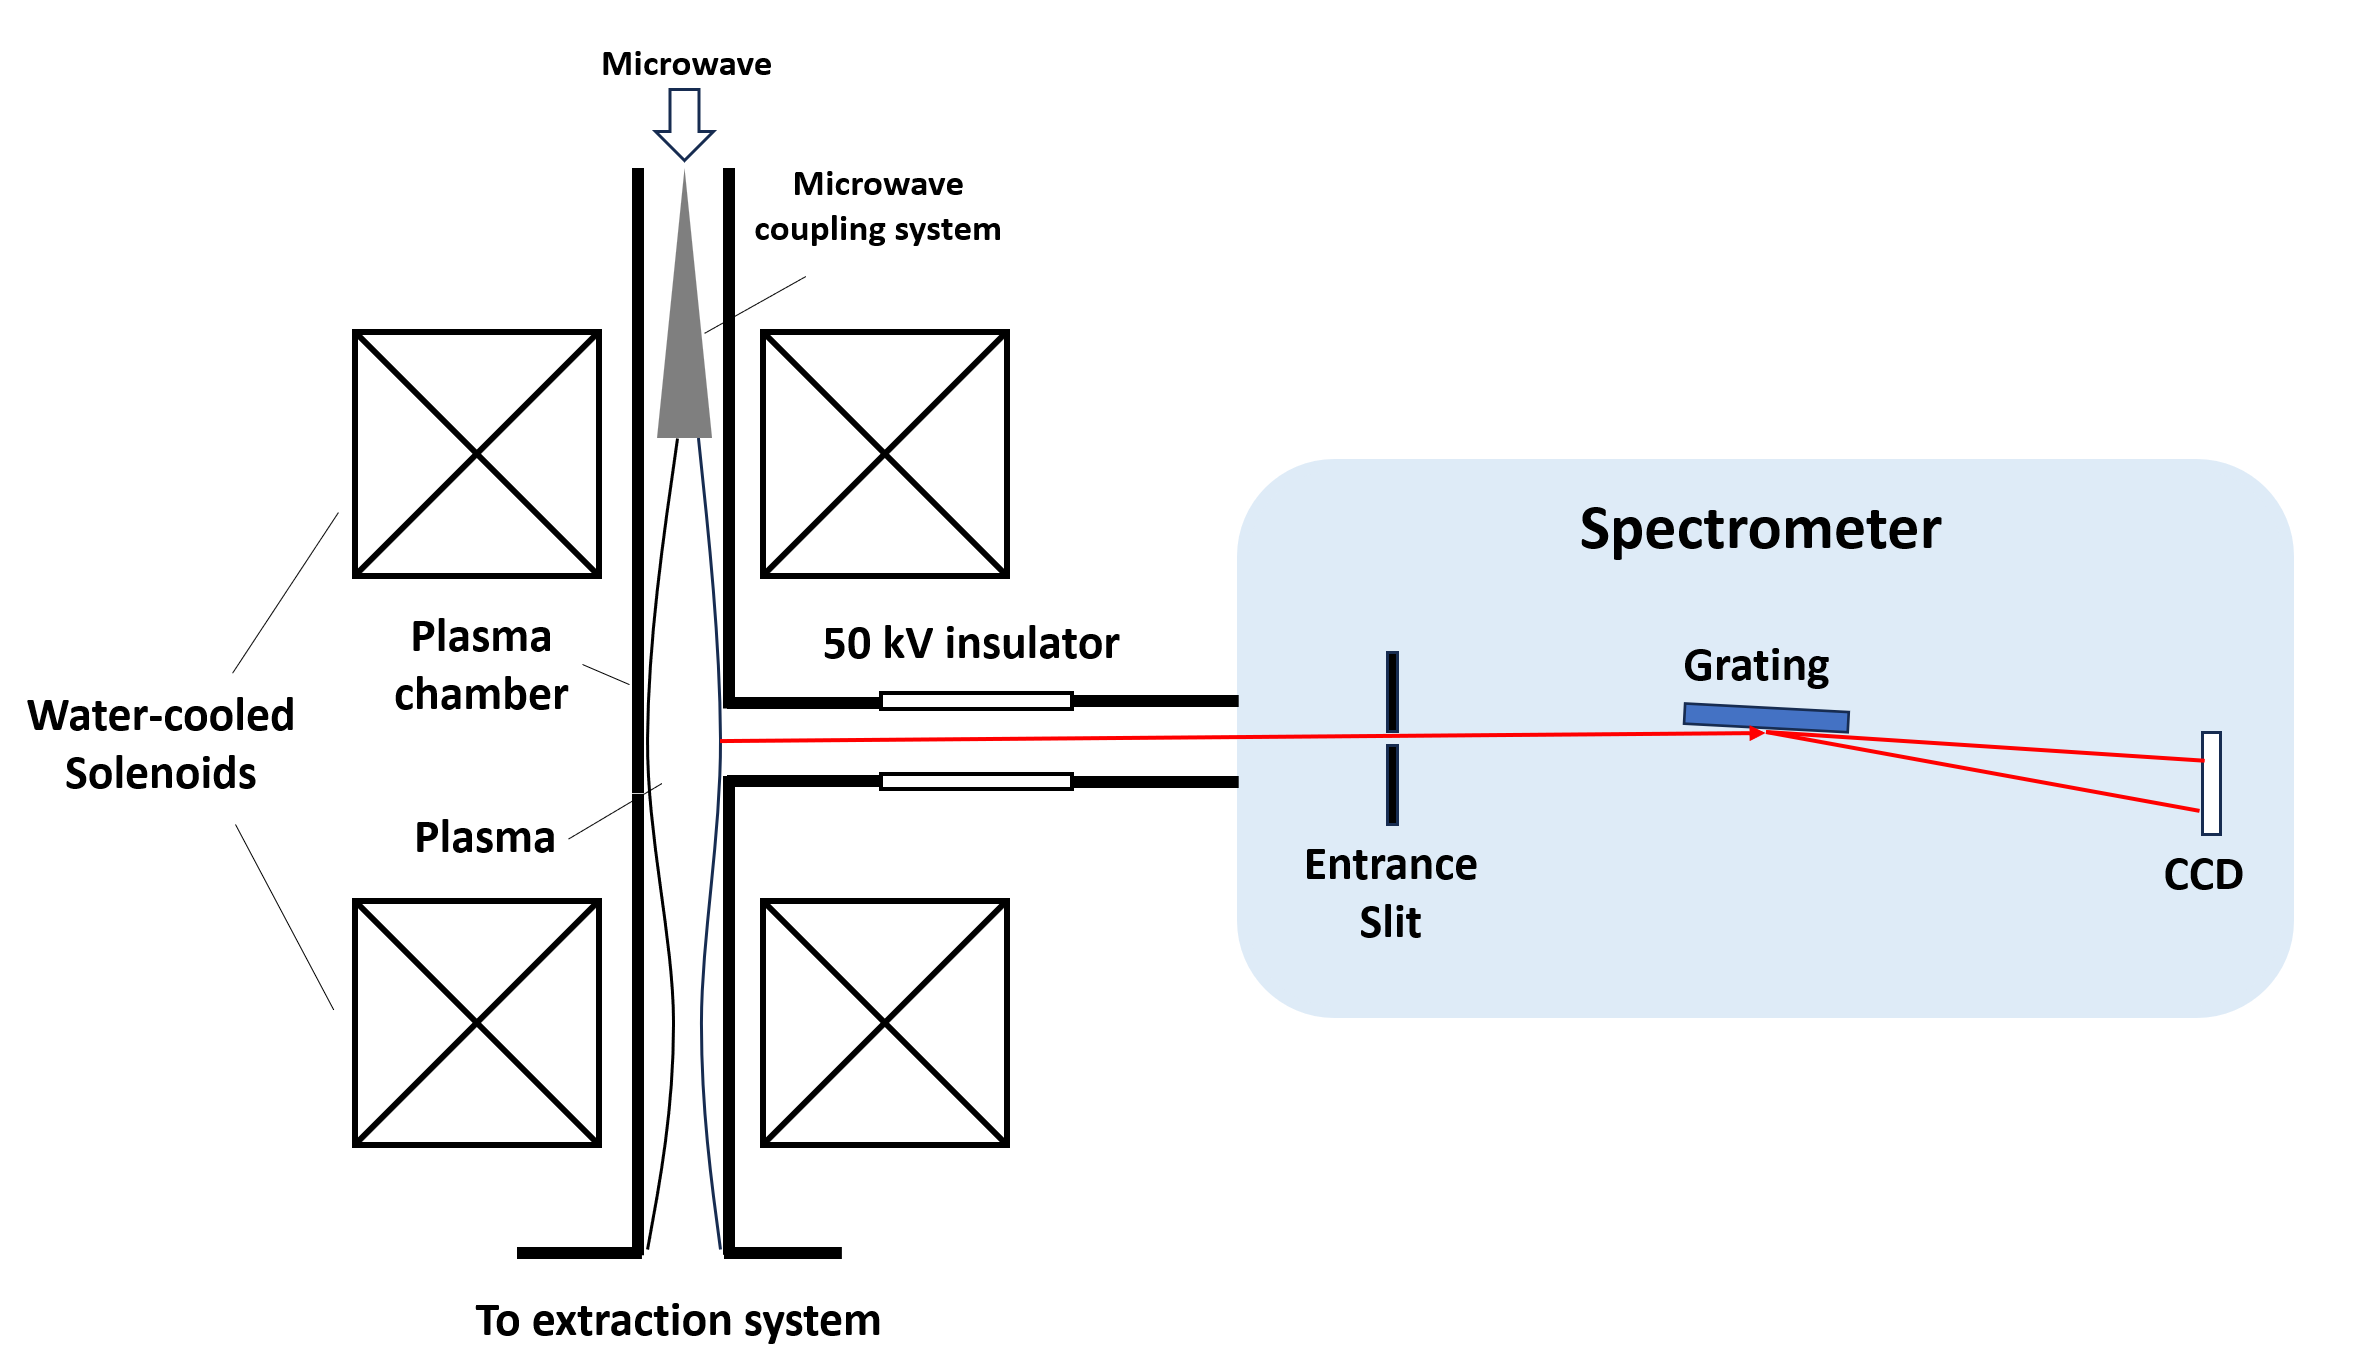 Microwave
Microwave
coupling system
Plasma
chamber
50 kV insulator
Water-cooled
Solenoids
Plasma
Spectrometer
Grating
Entrance
Slit
CCD
To extraction system